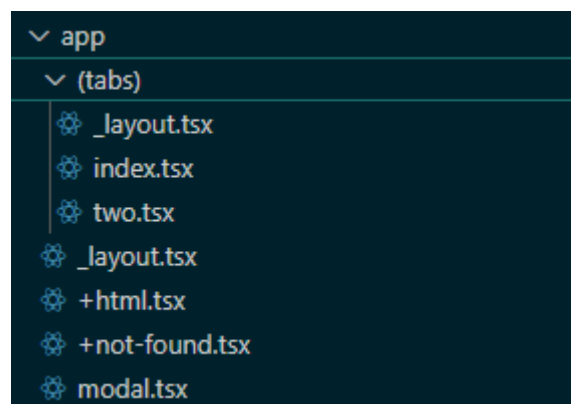 app
(tabs)
_layout.tsx
index.tsx
two.tsx
_layout.tsx
+html.tsx
+not-found.tsx
modal.tsx